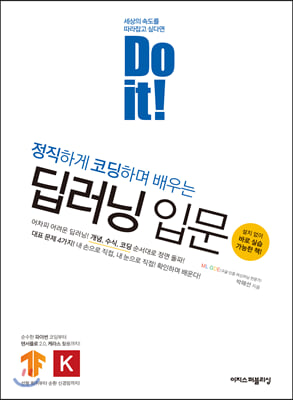 세상의 속도를
따라잡고 싶다면
Do
it!
정직하게 코딩하며 배우는
딥러닝 입문
설치 없이
바로 실습
가능한 책!
어차피 어려운 딥러닝! 개념, 수식, 코딩 순서대로 정면 돌파!
대표 문제 4가지! 내 손으로 직접, 내 눈으로 직접! 확인하며 배운다!
박해선 지음
순수한 파이썬 코딩부터
텐서플로 2.0, 케라스 활용까지!
K
이지스퍼블리싱